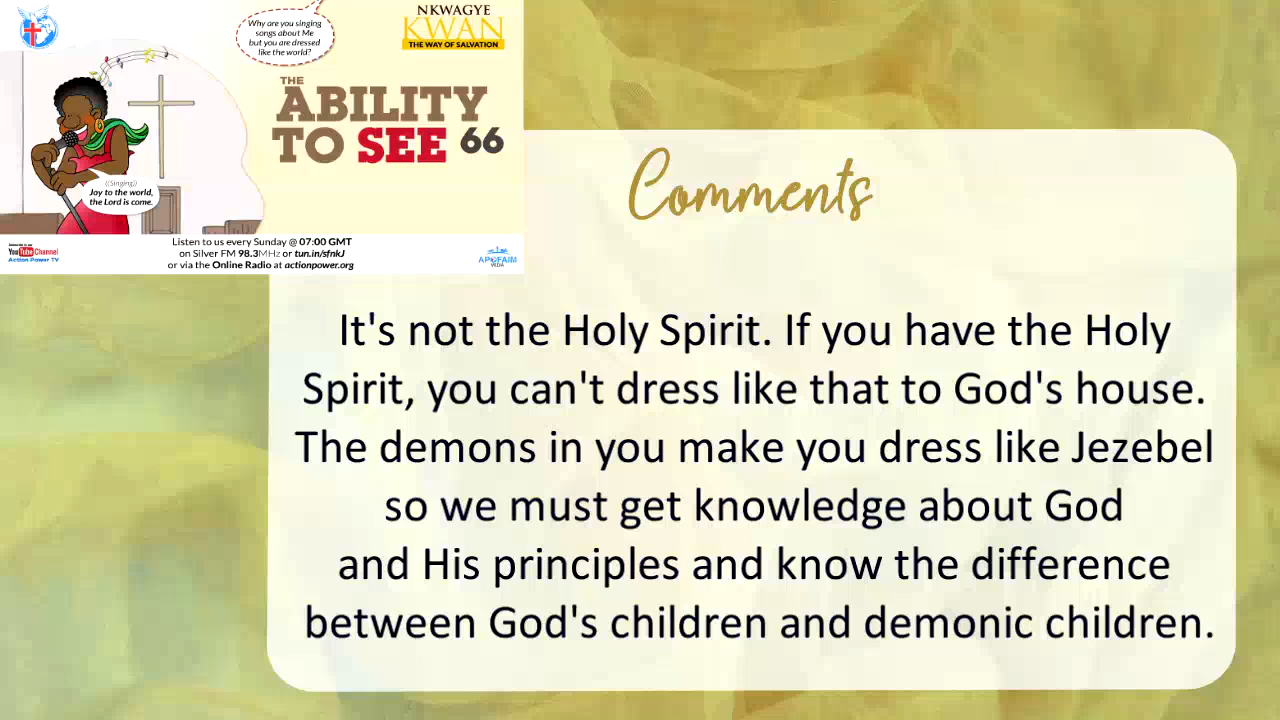 Why are you singing
songs about Me
but you are dressed
like the world?
NKWAGYE
KWAN
THE WAY OF SALVATION
THE
ABILITY
TO SEE 66
((Singing))
Joy to the world,
the Lord is come.
YouTube Channel
Action Power TV
Listen to us every Sunday @ 07:00 GMT
on Silver FM 98.3MHz or tun.in/sfnkJ
or via the Online Radio at actionpower.org
APOFAIM
Comments
It's not the Holy Spirit. If you have the Holy
Spirit, you can't dress like that to God's house.
The demons in you make you dress like Jezebel
so we must get knowledge about God
and His principles and know the difference
between God's children and demonic children.